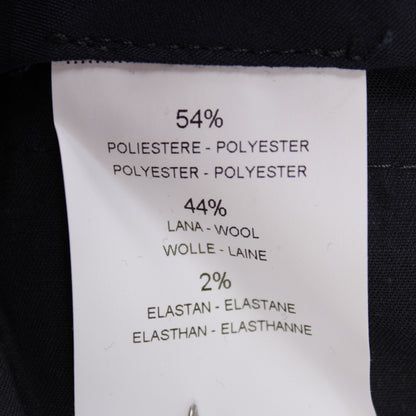 54%
POLIESTERE - POLYESTER
POLYESTER - POLYESTER
44%
LANA - WOOL
WOLLE - LAINE
2%
ELASTAN - ELASTANE
ELASTHAN - ELASTHANNE